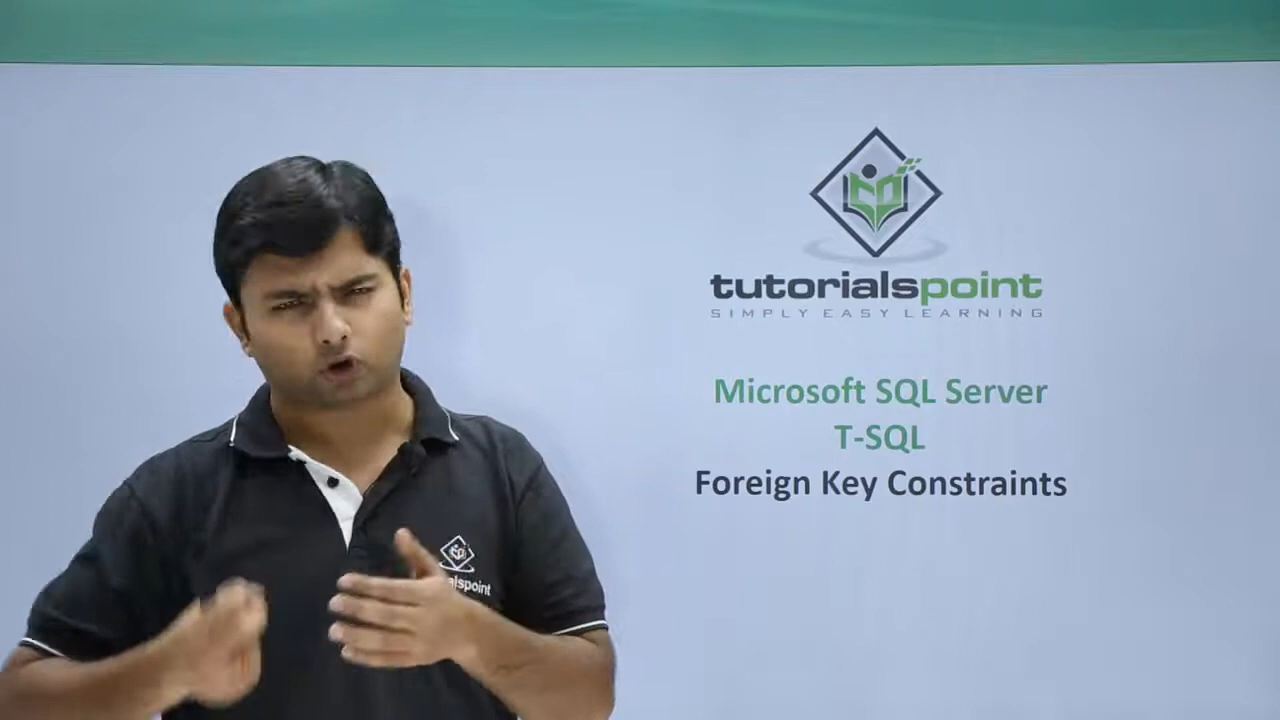 tutorialspoint
SIMPLY EASY LEARNING
Microsoft SQL Server
T-SQL
Foreign Key Constraints